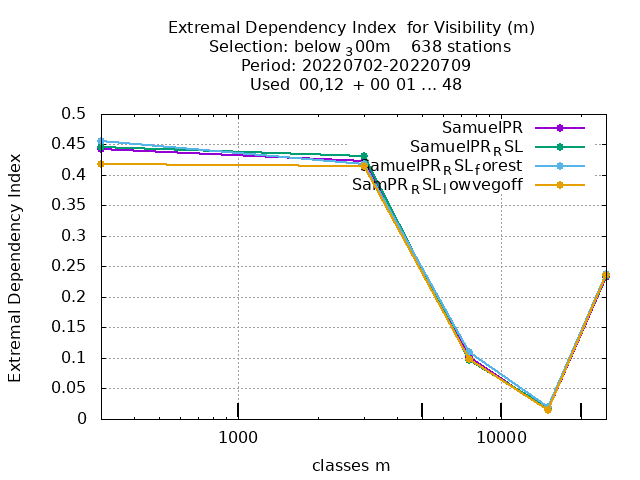 Extremal Dependency Index  for Visibility (m)
Selection: below ₃00m    638 stations
Period: 20220702-20220709
Used  00,12  + 00 01 ... 48
Extremal Dependency Index
0.5
0.45
0.4
0.35
0.3
0.25
0.2
0.15
0.1
0.05
0
SamuelPR
SamuelPR_RSL
SamuelPR_RSL_forest
SamPR_RSL_lowvegoff
1000
10000
classes m